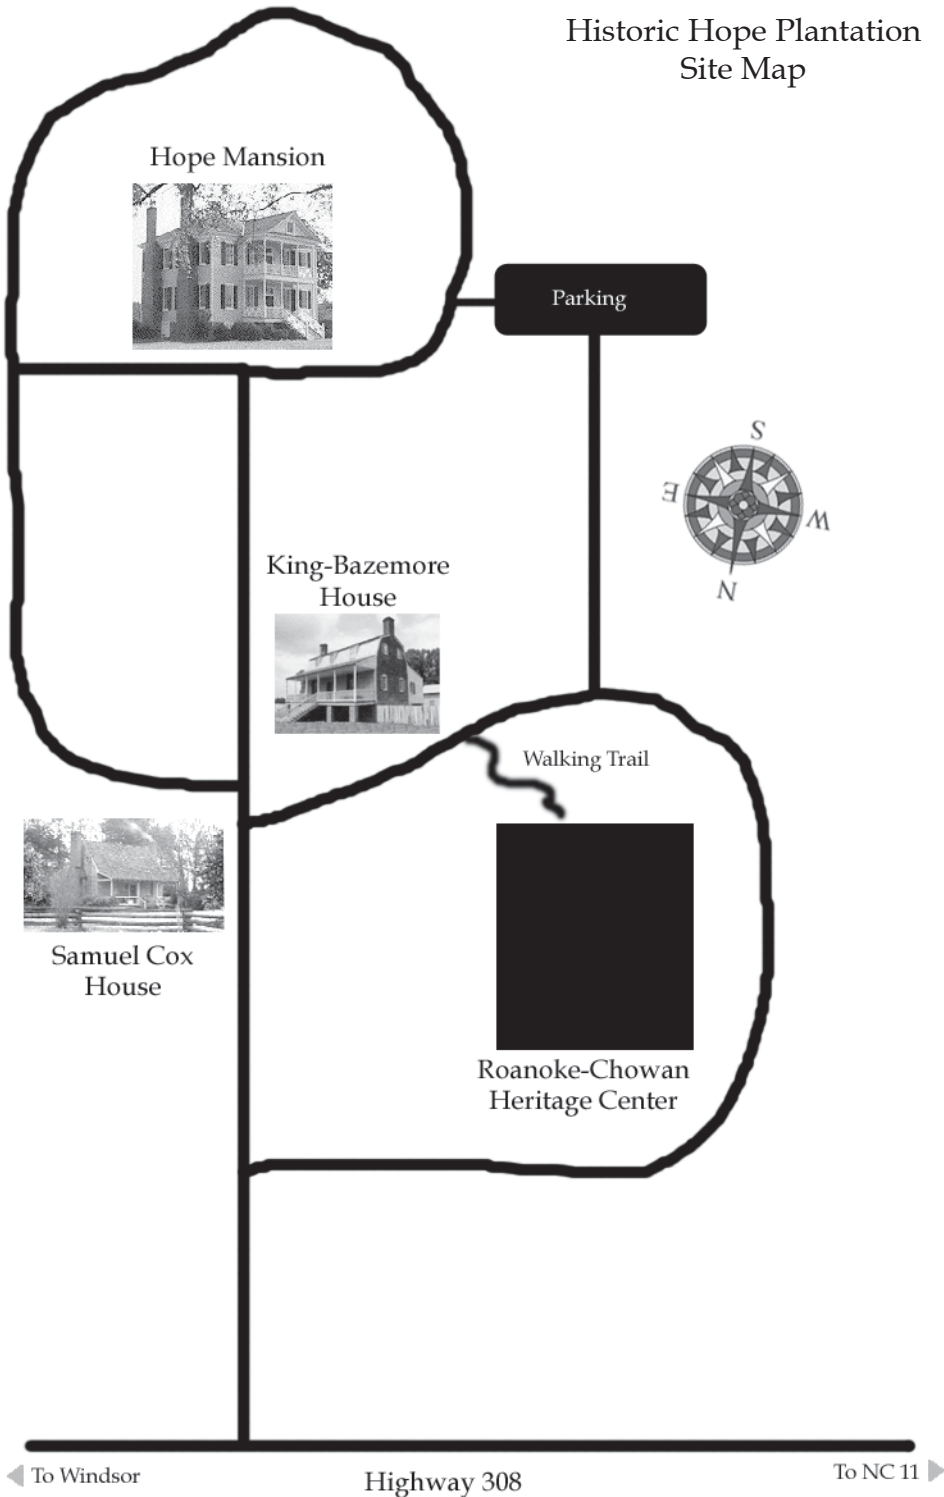 Historic Hope Plantation
Site Map
Hope Mansion
Parking
S
E
W
N
King-Bazemore
House
Walking Trail
Samuel Cox
House
Roanoke-Chowan
Heritage Center
To Windsor
Highway 308
To NC 11